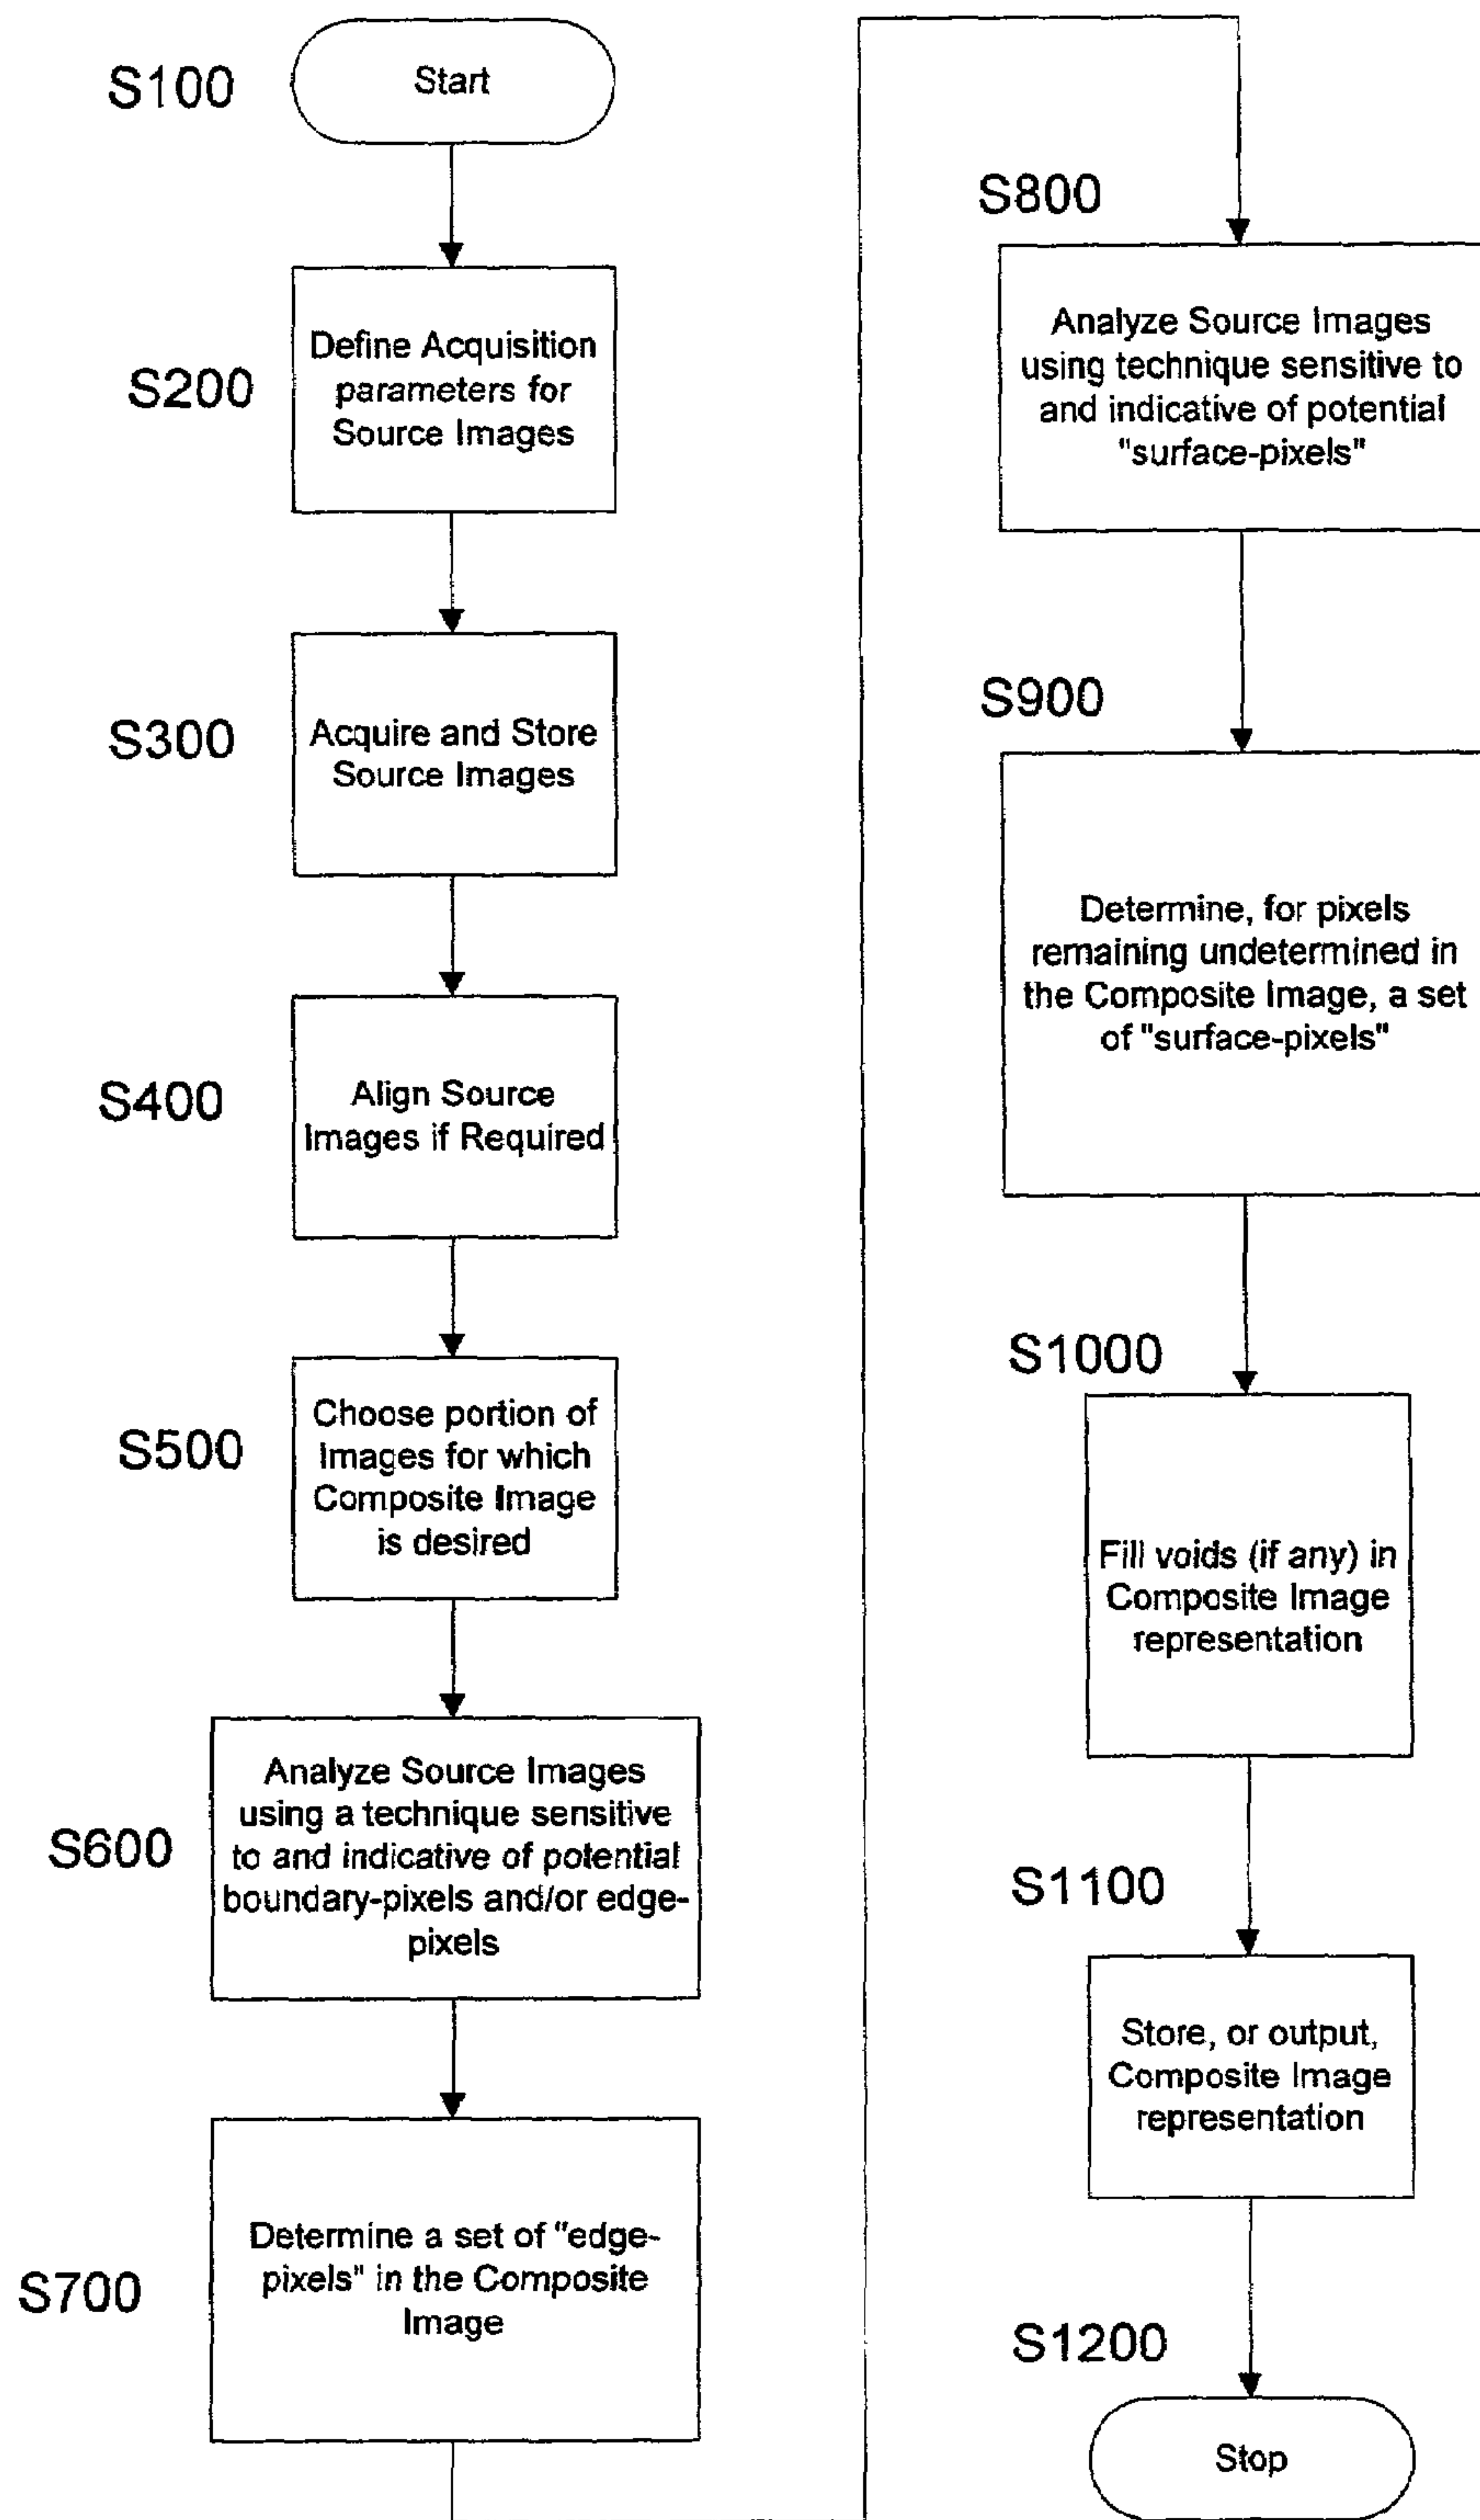 S100
Start
S200
Define Acquisition
parameters for
Source Images
S300
Acquire and Store
Source Images
S400
Align Source
Images if Required
S500
Choose portion of
Images for which
Composite Image
is desired
S600
Analyze Source Images
using a technique sensitive
to and indicative of potential
boundary-pixels and/or edge-
pixels
S700
Determine a set of "edge-
pixels" in the Composite
Image
S800
Analyze Source Images
using technique sensitive to
and indicative of potential
"surface-pixels"
S900
Determine, for pixels
remaining undetermined in
the Composite Image, a set
of "surface-pixels"
S1000
Fill voids (if any) in
Composite Image
representation
S1100
Store, or output,
Composite Image
representation
S1200
Stop